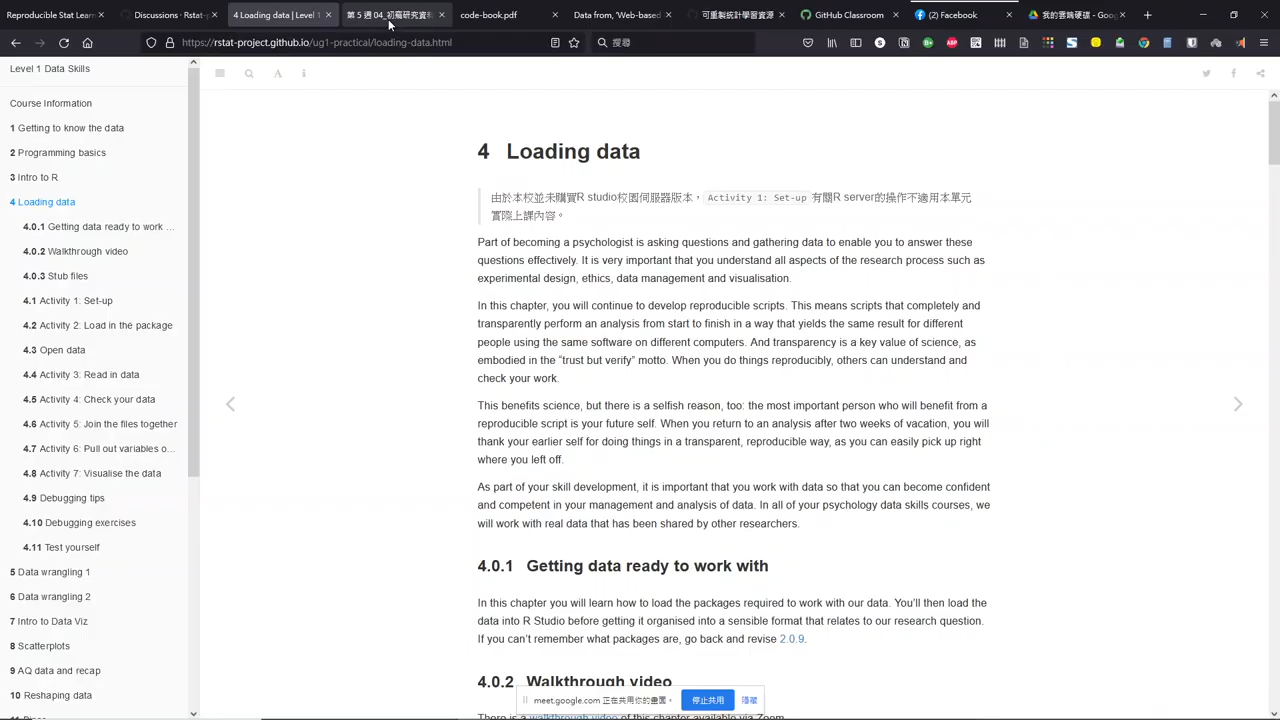 Reproducible Stat Instr
Discussions · Rstat-
4 Loading data | Level 1
第 5 週 04_初窺研究資料
code-book.pdf
Data from, 'Web-based
可重製統計學習資源
GitHub Classroom
(2) Facebook
我的雲端硬碟 - Goog
https://rstat-project.github.io/ug1-practical/loading-data.html
搜尋
Level 1 Data Skills
Course Information
1 Getting to know the data
2 Programming basics
3 Intro to R
4 Loading data
4.0.1 Getting data ready to work …
4.0.2 Walkthrough video
4.0.3 Stub files
4.1 Activity 1: Set-up
4.2 Activity 2: Load in the package
4.3 Open data
4.4 Activity 3: Read in data
4.5 Activity 4: Check your data
4.6 Activity 5: Join the files together
4.7 Activity 6: Pull out variables o…
4.8 Activity 7: Visualise the data
4.9 Debugging tips
4.10 Debugging exercises
4.11 Test yourself
5 Data wrangling 1
6 Data wrangling 2
7 Intro to Data Viz
8 Scatterplots
9 AQ data and recap
10 Reshaping data
4 Loading data
由於本校並未購買R studio校園伺服器版本，Activity 1: Set-up 有關R server的操作不適用本單元
實際上課內容。
Part of becoming a psychologist is asking questions and gathering data to enable you to answer these
questions effectively. It is very important that you understand all aspects of the research process such as
experimental design, ethics, data management and visualisation.
In this chapter, you will continue to develop reproducible scripts. This means scripts that completely and
transparently perform an analysis from start to finish in a way that yields the same result for different
people using the same software on different computers. And transparency is a key value of science, as
embodied in the “trust but verify” motto. When you do things reproducibly, others can understand and
check your work.
This benefits science, but there is a selfish reason, too: the most important person who will benefit from a
reproducible script is your future self. When you return to an analysis after two weeks of vacation, you will
thank your earlier self for doing things in a transparent, reproducible way, as you can easily pick up right
where you left off.
As part of your skill development, it is important that you work with data so that you can become confident
and competent in your management and analysis of data. In all of your psychology data skills courses, we
will work with real data that has been shared by other researchers.
4.0.1 Getting data ready to work with
In this chapter you will learn how to load the packages required to work with our data. You’ll then load the
data into R Studio before getting it organised into a sensible format that relates to our research question.
If you can’t remember what packages are, go back and revise 2.0.9.
4.0.2 Walkthrough video
There is a walkthrough video of this chapter available via Zoom.
meet.google.com 正在共用你的畫面。
停止共用
隱藏